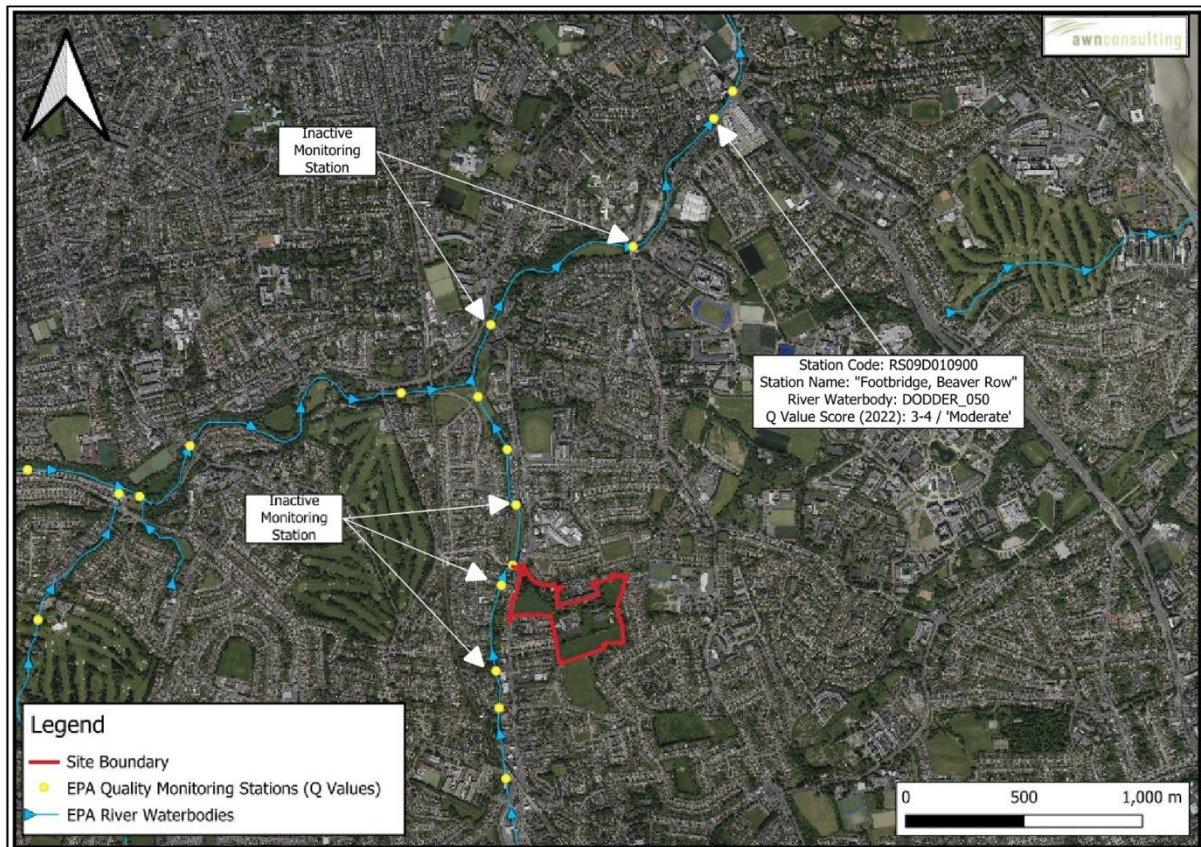 awnconsulting
Inactive
Monitoring
Station
Station Code: RS09D010900
Station Name: "Footbridge, Beaver Row"
River Waterbody: DODDER_050
Q Value Score (2022): 3-4 / 'Moderate'
Inactive
Monitoring
Station
Legend
Site Boundary
EPA Quality Monitoring Stations (Q Values)
EPA River Waterbodies
0 500 1,000 m